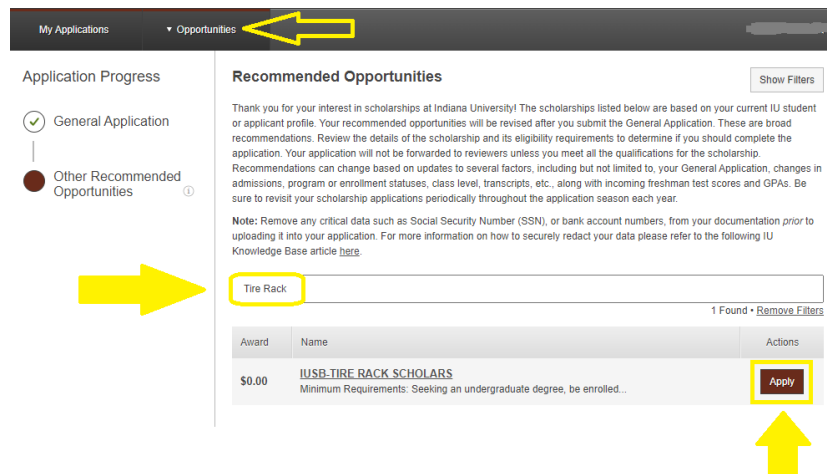 My Applications ▾ Opportunities
Application Progress
General Application
Other Recommended
Opportunities
Recommended Opportunities
Show Filters
Thank you for your interest in scholarships at Indiana University! The scholarships listed below are based on your current IU student
or applicant profile. Your recommended opportunities will be revised after you submit the General Application. These are broad
recommendations. Review the details of the scholarship and its eligibility requirements to determine if you should complete the
application. Your application will not be forwarded to reviewers unless you meet all the qualifications for the scholarship.
Recommendations can change based on updates to several factors, including but not limited to, your General Application, changes in
admissions, program or enrollment statuses, class level, transcripts, etc., along with incoming freshman test scores and GPAs. Be
sure to revisit your scholarship applications periodically throughout the application season each year.
Note: Remove any critical data such as Social Security Number (SSN), or bank account numbers, from your documentation prior to
uploading it into your application. For more information on how to securely redact your data please refer to the following IU
Knowledge Base article here.
Tire Rack
1 Found • Remove Filters
Award Name Actions
$0.00 IUSB-TIRE RACK SCHOLARS Apply
Minimum Requirements: Seeking an undergraduate degree, be enrolled...